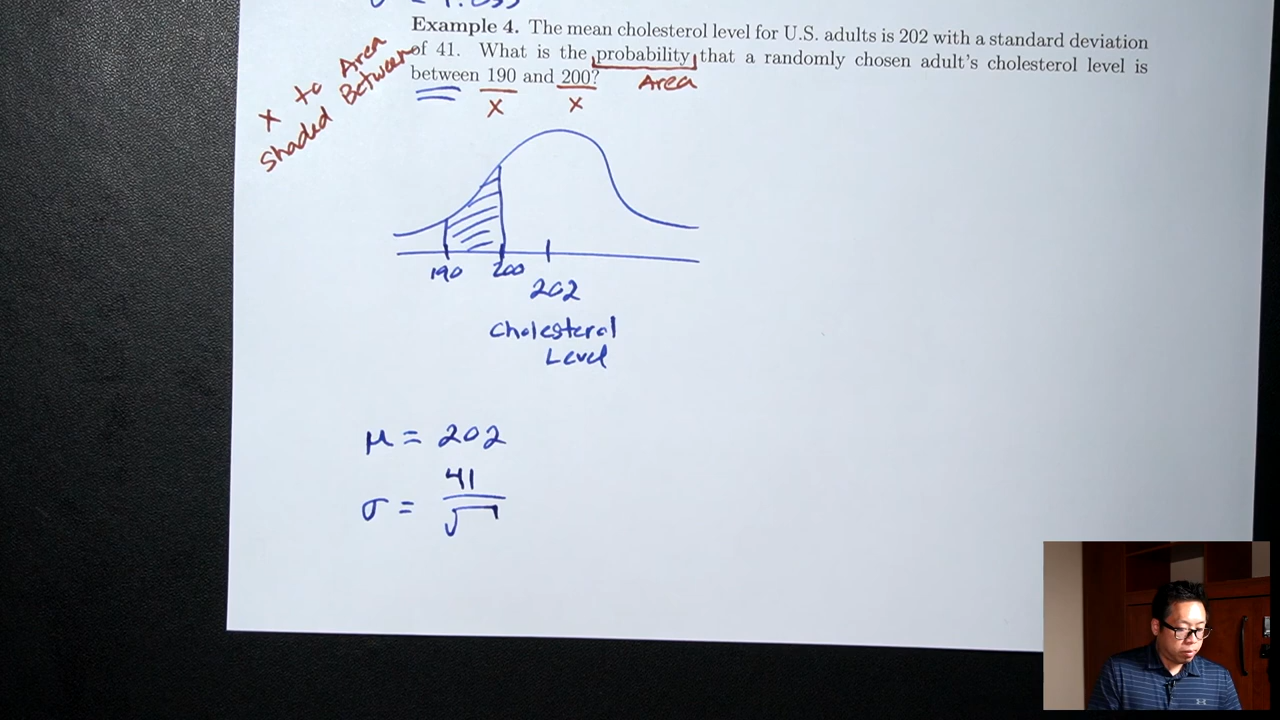 Example 4. The mean cholesterol level for U.S. adults is 202 with a standard deviation
of 41. What is the probability that a randomly chosen adult's cholesterol level is
between 190 and 200?
Area
x x
x to Area
Shaded Between
190 200
202
Cholesterol
Level
μ = 202
σ = 41
√